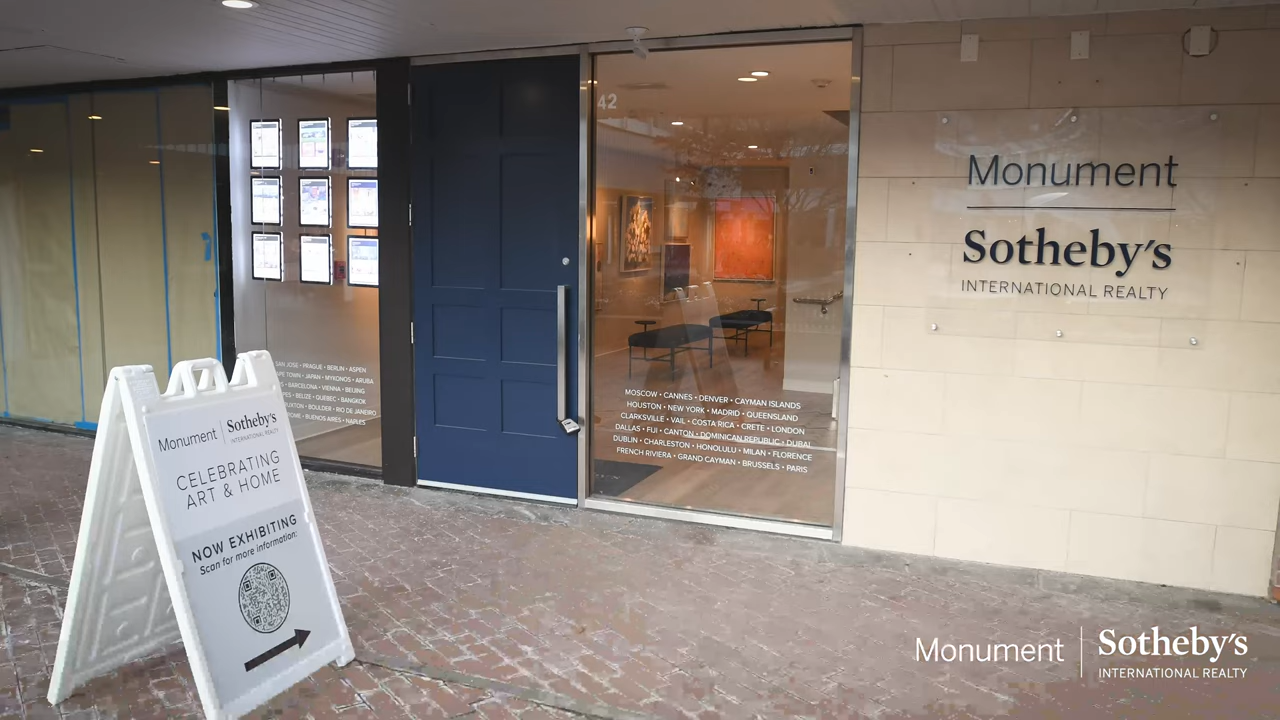 42
Monument
Sotheby's
INTERNATIONAL REALTY
SAN JOSE • PRAGUE • BERLIN • ASPEN
TOWN • JAPAN • MYKONOS • ARUBA
• BARCELONA • VIENNA • BEIJING
• BELIZE • QUÉBEC • BANGKOK
• BOULDER • RIO DE JANEIRO
• BUENOS AIRES • NAPLES
MOSCOW • CANNES • DENVER • CAYMAN ISLANDS
HOUSTON • NEW YORK • MADRID • QUEENSLAND
CLARKSVILLE • VAIL • COSTA RICA • CRETE • LONDON
DALLAS • FIJI • CANTON • DOMINICAN REPUBLIC • DUBAI
DUBLIN • CHARLESTON • HONOLULU • MILAN • FLORENCE
FRENCH RIVIERA • GRAND CAYMAN • BRUSSELS • PARIS
Monument | Sotheby's
INTERNATIONAL REALTY
CELEBRATING
ART & HOME
NOW EXHIBITING
Scan for more information:
Monument | Sotheby's
INTERNATIONAL REALTY